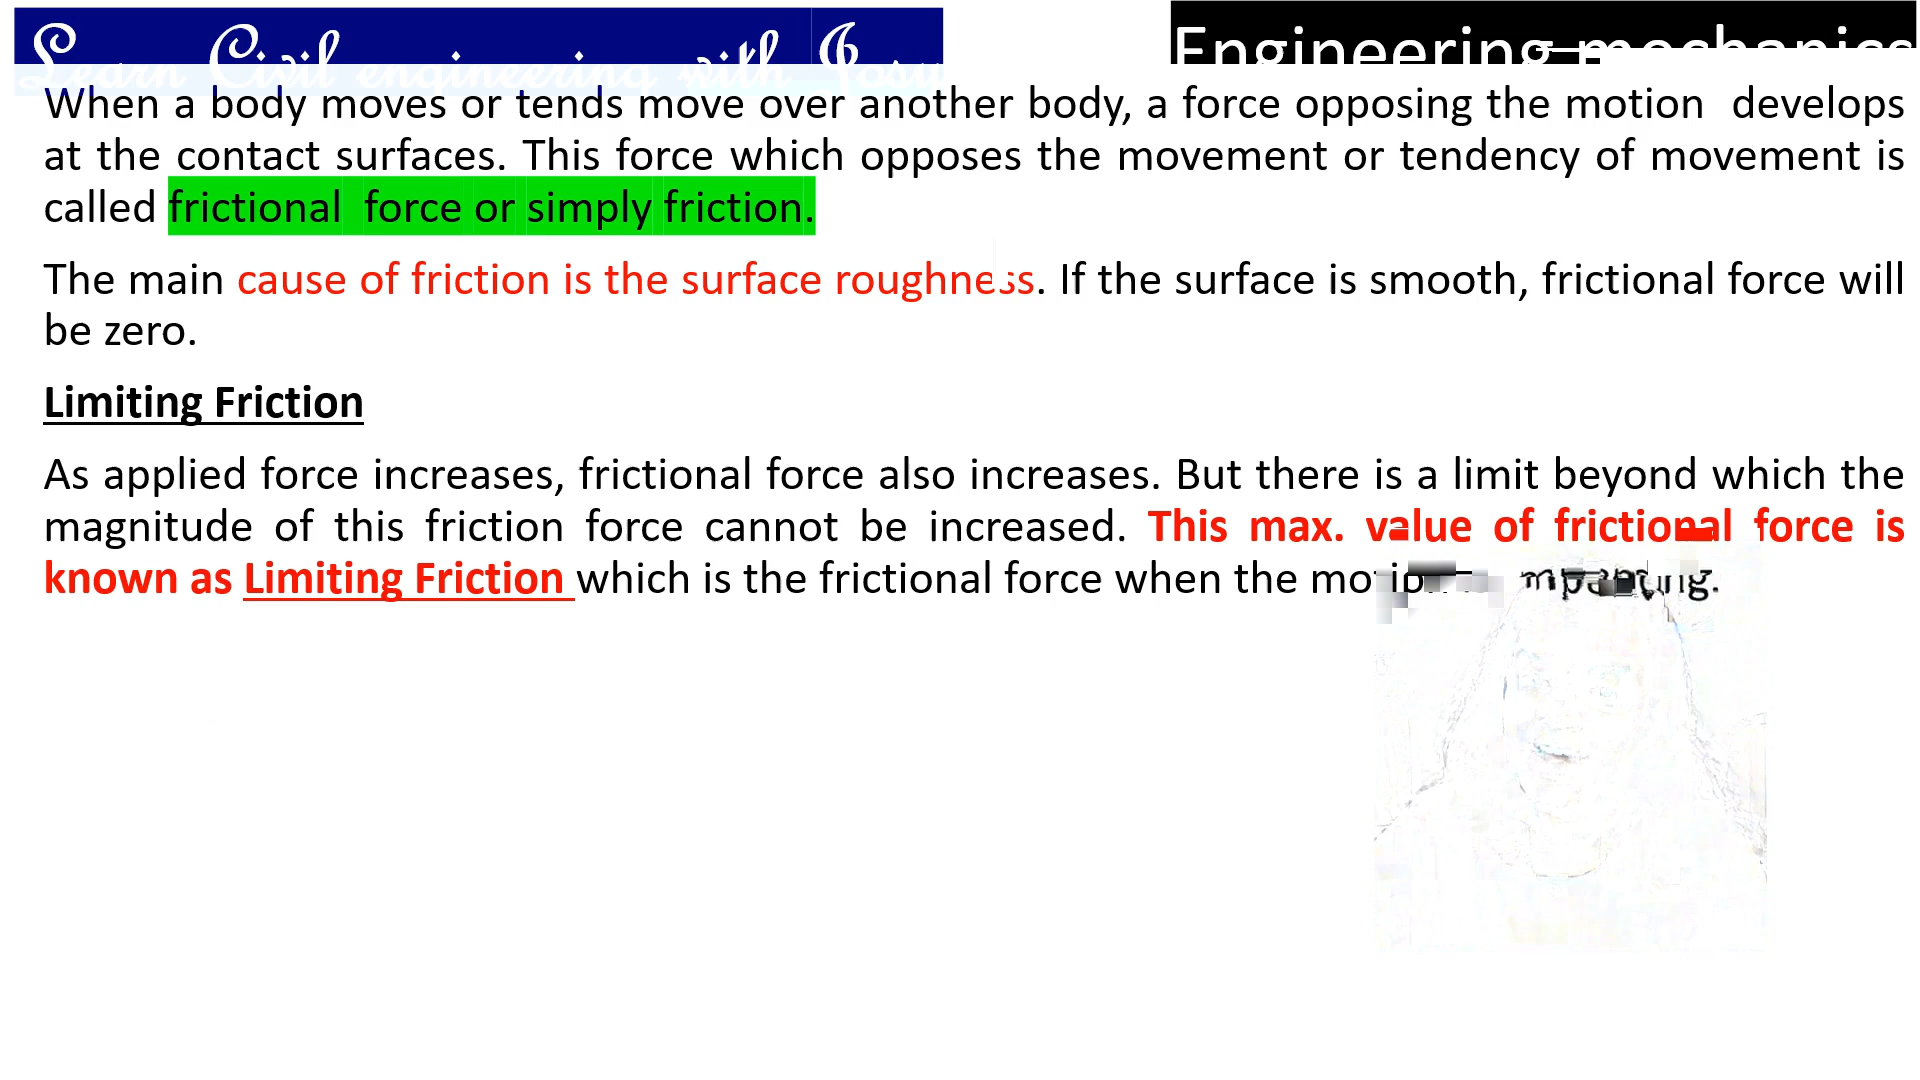 Learn Civil engineering with
Engineering mechanics
When a body moves or tends move over another body, a force opposing the motion develops
at the contact surfaces. This force which opposes the movement or tendency of movement is
called frictional force or simply friction.
The main cause of friction is the surface roughness. If the surface is smooth, frictional force will
be zero.
Limiting Friction
As applied force increases, frictional force also increases. But there is a limit beyond which the
magnitude of this friction force cannot be increased. This max. value of frictional force is
known as Limiting Friction which is the frictional force when the